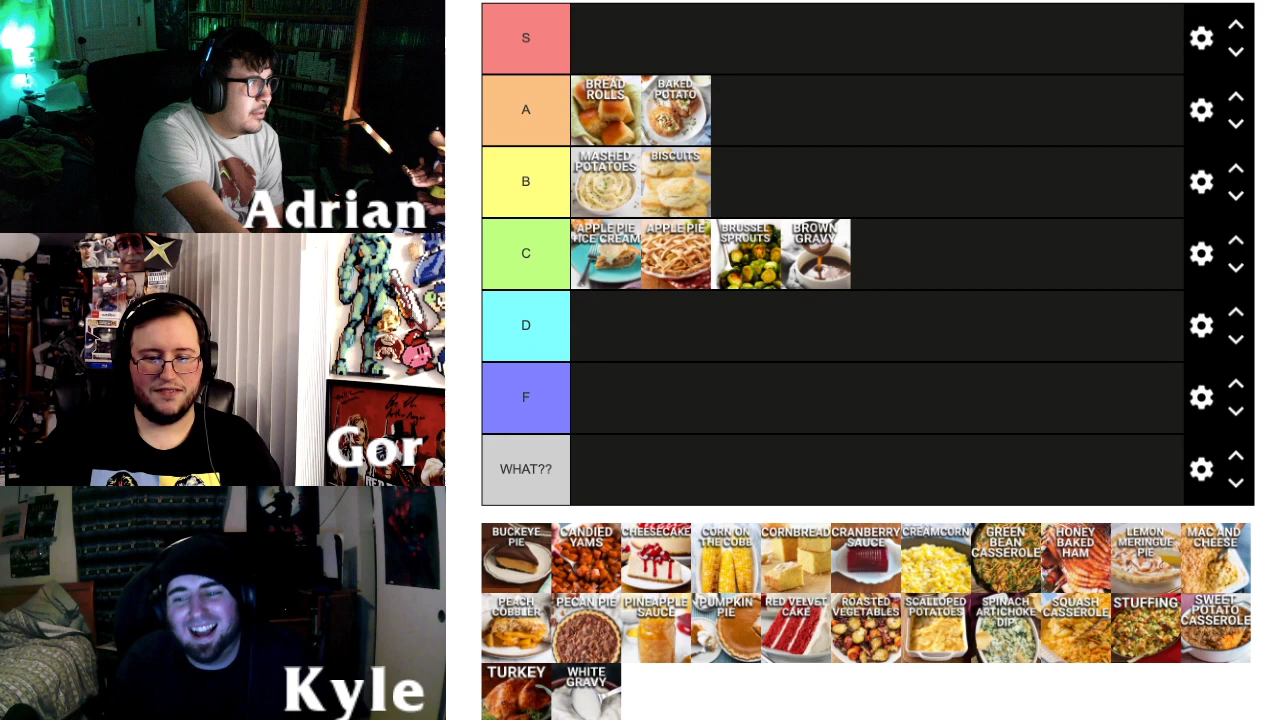 Adrian
Gor
Kyle
S
A
BREAD
ROLLS
BAKED
POTATO
B
MASHED
POTATOES
BISCUITS
C
APPLE PIE
ICE CREAM
APPLE PIE
BRUSSEL
SPROUTS
BROWN
GRAVY
D
F
WHAT??
BUCKEYE
PIE
CANDIED
YAMS
CHEESECAKE
CORN ON
THE COBB
CORNBREAD
CRANBERRY
SAUCE
CREAMCORN
GREEN
BEAN
CASSEROLE
HONEY
BAKED
HAM
LEMON
MERINGUE
PIE
MAC AND
CHEESE
PEACH
COBBLER
PECAN PIE
PINEAPPLE
SAUCE
PUMPKIN
PIE
RED VELVET
CAKE
ROASTED
VEGETABLES
SCALLOPED
POTATOES
SPINACH
ARTICHOKE
DIP
SQUASH
CASSEROLE
STUFFING
SWEET
POTATO
CASSEROLE
TURKEY
WHITE
GRAVY